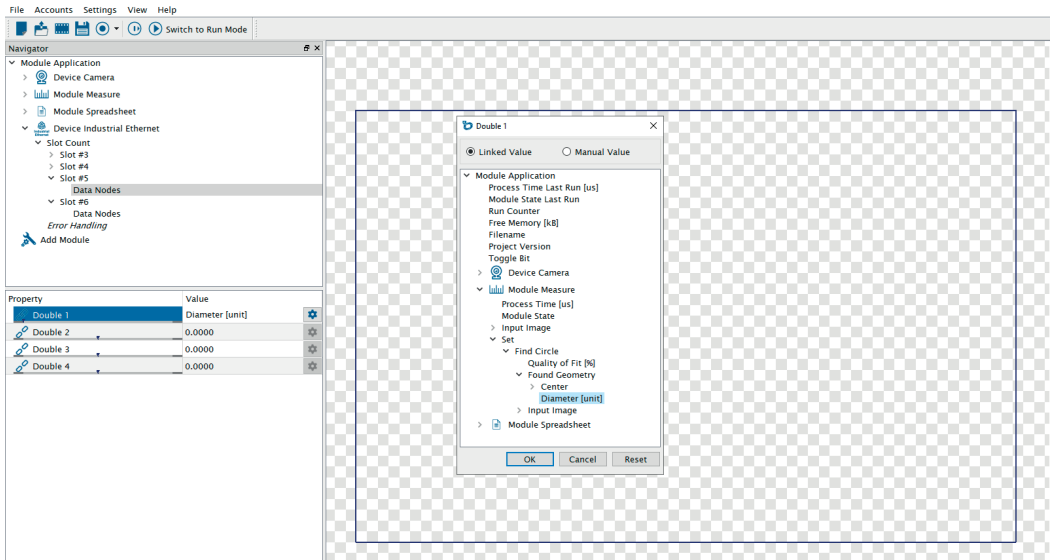 File Accounts Settings View Help
Switch to Run Mode
Navigator
Module Application
Device Camera
Module Measure
Module Spreadsheet
Device Industrial Ethernet
Slot Count
Slot #3
Slot #4
Slot #5
Data Nodes
Slot #6
Data Nodes
Error Handling
Add Module
Property Value
Double 1 Diameter [unit]
Double 2 0.0000
Double 3 0.0000
Double 4 0.0000
Double 1
Linked Value Manual Value
Module Application
Process Time Last Run [us]
Module State Last Run
Run Counter
Free Memory [kB]
Filename
Project Version
Toggle Bit
Device Camera
Module Measure
Process Time [us]
Module State
Input Image
Set
Find Circle
Quality of Fit [%]
Found Geometry
Center
Diameter [unit]
Input Image
Module Spreadsheet
OK Cancel Reset